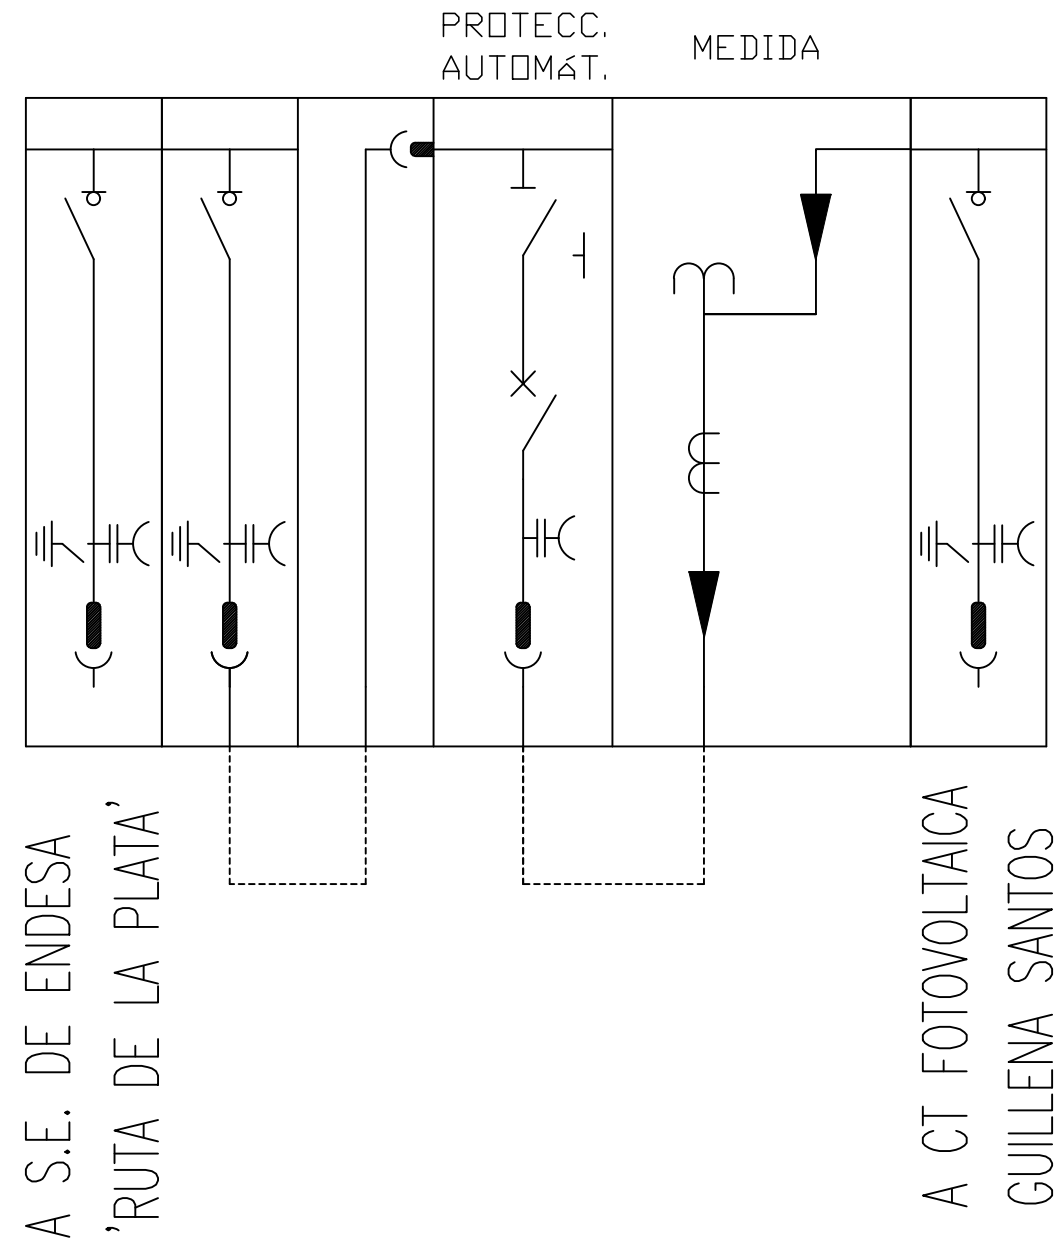 PROTECC.
AUTOMáT.
MEDIDA
A S.E. DE ENDESA
'RUTA DE LA PLATA'
A CT FOTOVOLTAICA
GUILLENA SANTOS